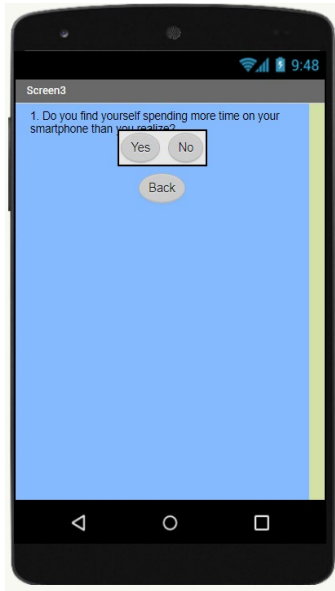 9:48
Screen3
1. Do you find yourself spending more time on your
smartphone than you realize?
Yes No
Back